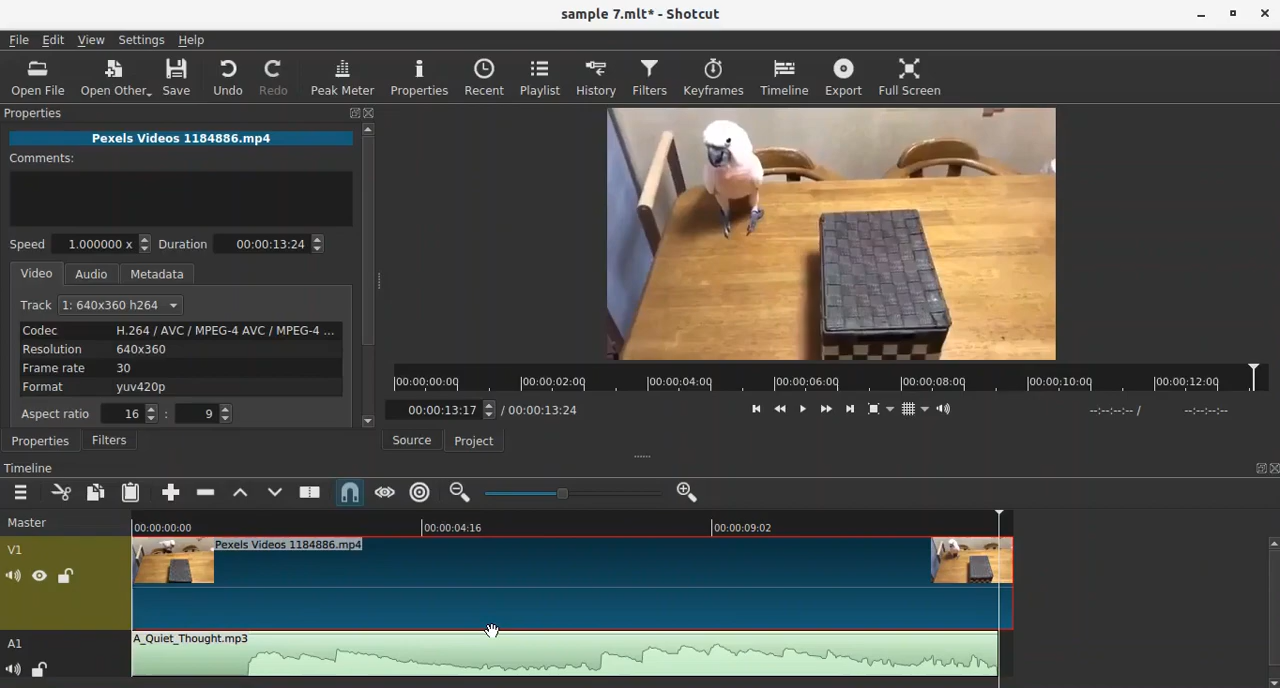 sample 7.mlt* - Shotcut
File Edit View Settings Help
Open File Open Other Save Undo Redo Peak Meter Properties Recent Playlist History Filters Keyframes Timeline Export Full Screen
Properties
Pexels Videos 1184886.mp4
Comments:
Speed 1.000000 x Duration 00:00:13:24
Video Audio Metadata
Track 1: 640x360 h264
Codec H.264 / AVC / MPEG-4 AVC / MPEG-4 ...
Resolution 640x360
Frame rate 30
Format yuv420p
Aspect ratio 16 : 9
00:00:00:00 00:00:02:00 00:00:04:00 00:00:06:00 00:00:08:00 00:00:10:00 00:00:12:00
00:00:13:17 / 00:00:13:24 --:--:--:-- / --:--:--:--
Properties Filters Source Project
Timeline
Master 00:00:00:00 00:00:04:16 00:00:09:02
V1 Pexels Videos 1184886.mp4
A1 A_Quiet_Thought.mp3